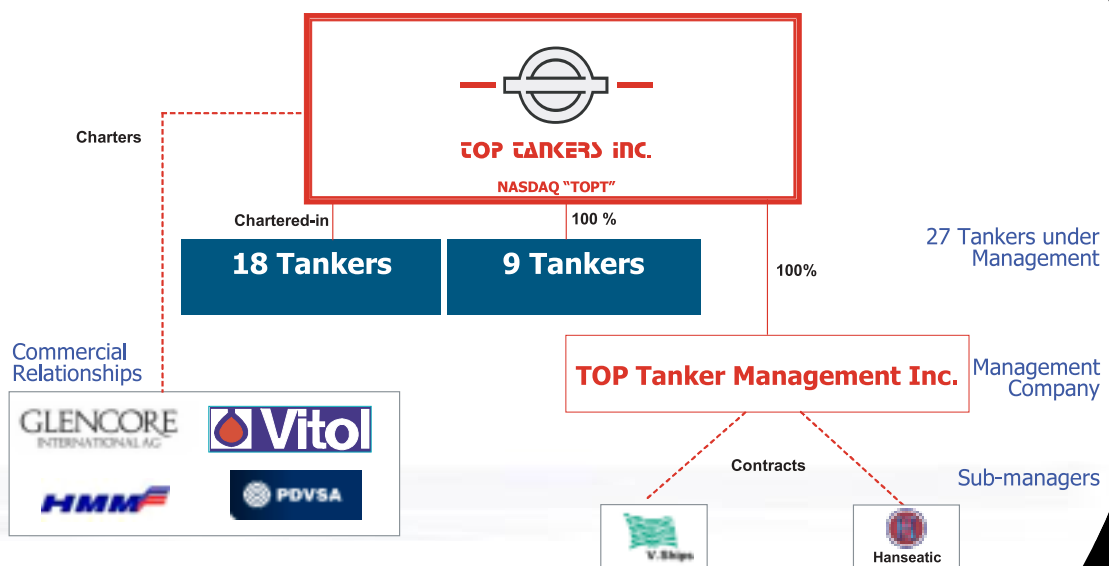 TOP TANKERS INC.
NASDAQ "TOPT"
Charters
Chartered-in
100 %
18 Tankers
9 Tankers
100%
27 Tankers under
Management
Commercial
Relationships
GLENCORE
INTERNATIONAL AG
Vitol
HMM
PDVSA
TOP Tanker Management Inc.
Management
Company
Contracts
Sub-managers
V.Ships
Hanseatic